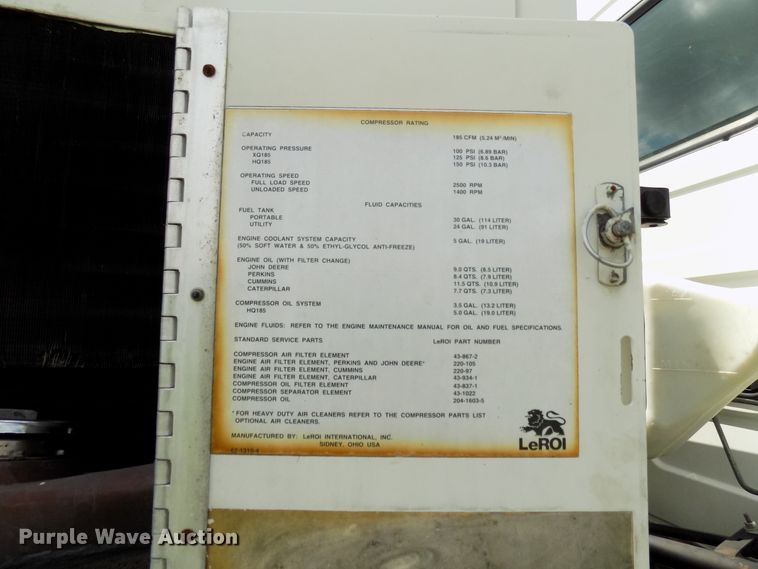 COMPRESSOR RATING
CAPACITY 185 CFM (5.24 M³/MIN)
OPERATING PRESSURE 100 PSI (6.89 BAR)
XQ185 125 PSI (8.6 BAR)
HQ185 150 PSI (10.3 BAR)
OPERATING SPEED
FULL LOAD SPEED 2500 RPM
UNLOADED SPEED 1400 RPM
FLUID CAPACITIES
FUEL TANK
PORTABLE 30 GAL. (114 LITER)
UTILITY 24 GAL. (91 LITER)
ENGINE COOLANT SYSTEM CAPACITY 5 GAL. (19 LITER)
(50% SOFT WATER & 50% ETHYL-GLYCOL ANTI-FREEZE)
ENGINE OIL (WITH FILTER CHANGE)
JOHN DEERE 9.0 QTS. (8.5 LITER)
PERKINS 8.4 QTS. (7.9 LITER)
CUMMINS 11.5 QTS. (10.9 LITER)
CATERPILLAR 7.7 QTS. (7.3 LITER)
COMPRESSOR OIL SYSTEM 3.5 GAL. (13.2 LITER)
HQ185 5.0 GAL. (19.0 LITER)
ENGINE FLUIDS: REFER TO THE ENGINE MAINTENANCE MANUAL FOR OIL AND FUEL SPECIFICATIONS.
STANDARD SERVICE PARTS LeROI PART NUMBER
COMPRESSOR AIR FILTER ELEMENT 43-867-2
ENGINE AIR FILTER ELEMENT, PERKINS AND JOHN DEERE* 220-105
ENGINE AIR FILTER ELEMENT, CUMMINS 220-97
ENGINE AIR FILTER ELEMENT, CATERPILLAR 43-934-1
COMPRESSOR OIL FILTER ELEMENT 43-837-1
COMPRESSOR SEPARATOR ELEMENT 43-1022
COMPRESSOR OIL 204-1603-5
*FOR HEAVY DUTY AIR CLEANERS REFER TO THE COMPRESSOR PARTS LIST
OPTIONAL AIR CLEANERS.
MANUFACTURED BY: LeROI INTERNATIONAL, INC.
SIDNEY, OHIO USA
62-1319-4
LeROI
Purple Wave Auction